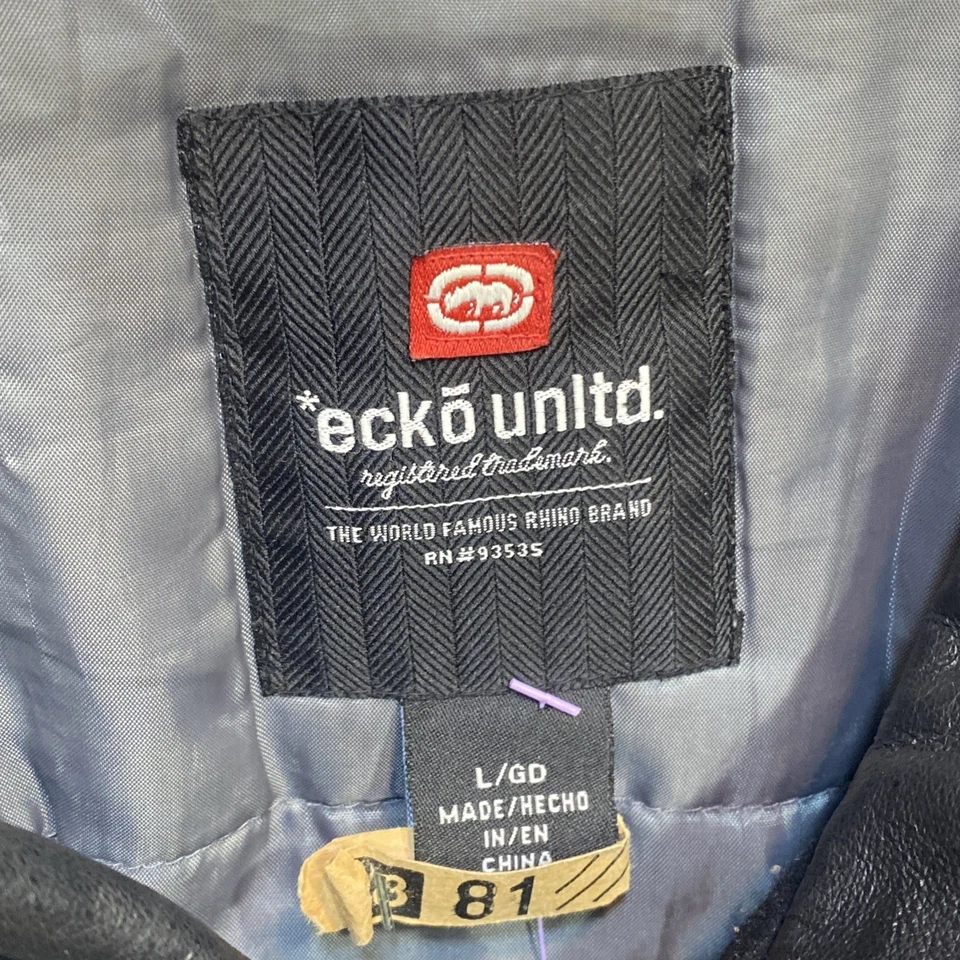 *eckō unltd.
registered trademark.
THE WORLD FAMOUS RHINO BRAND
RN#93535
L/GD
MADE/HECHO
IN/EN
CHINA
B 81